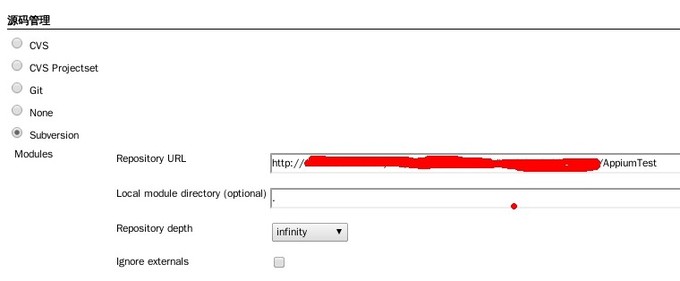 源码管理
CVS
CVS Projectset
Git
None
Subversion
Modules
Repository URL
http:// /AppiumTest
Local module directory (optional)
.
Repository depth
infinity
Ignore externals